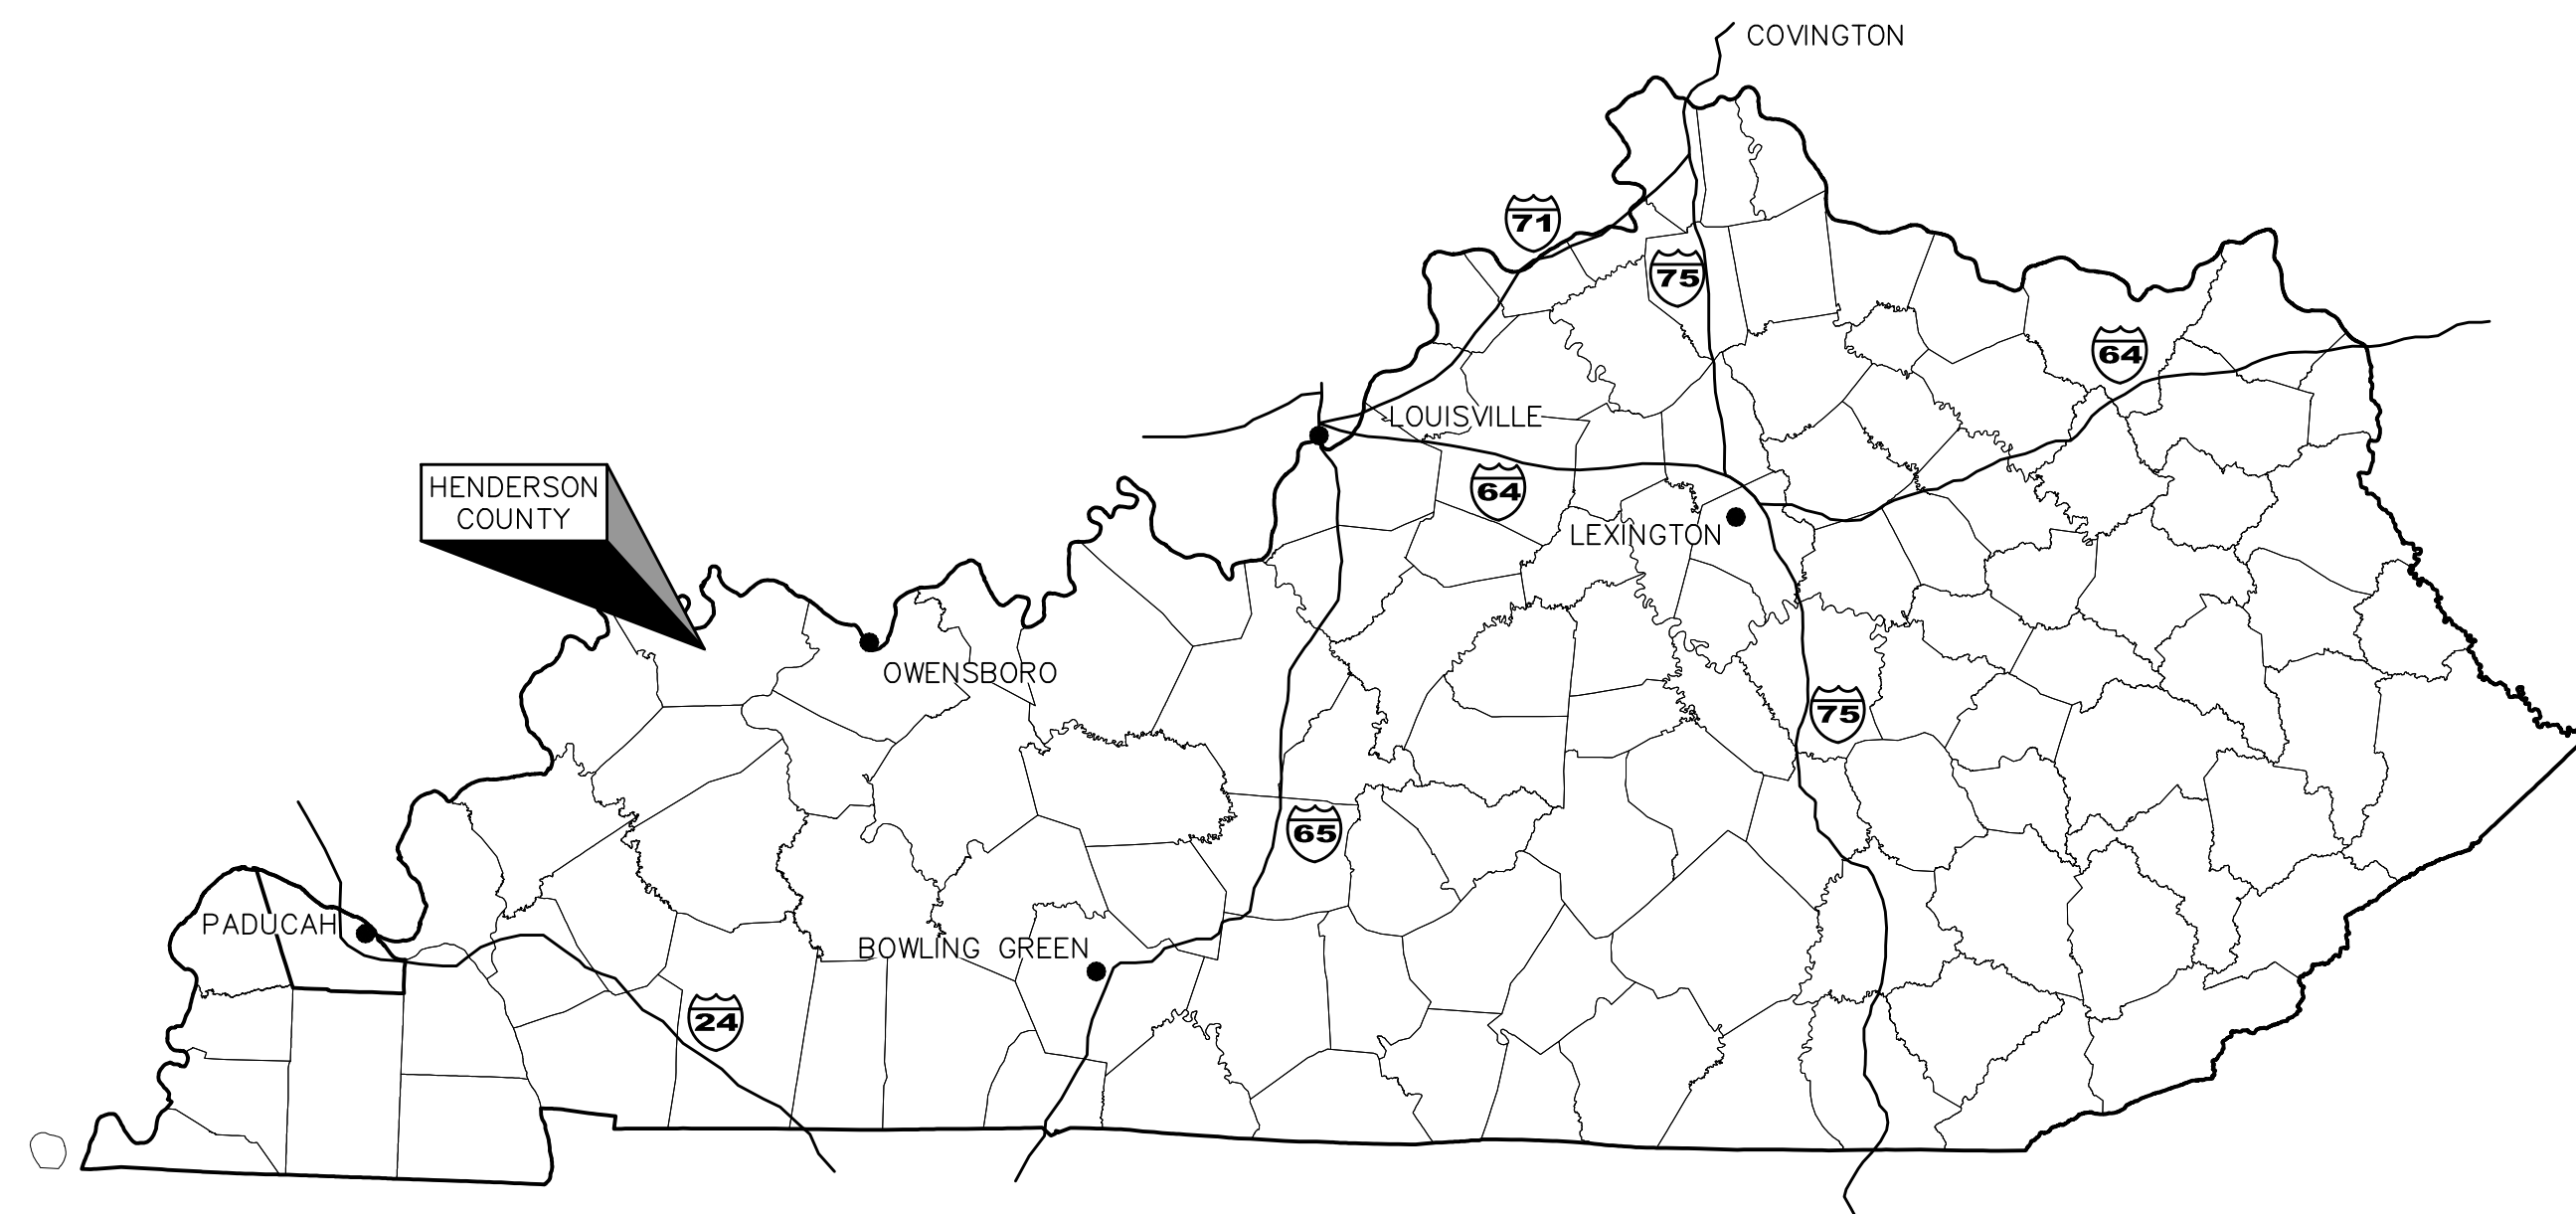 COVINGTON
71
75
64
LOUISVILLE
HENDERSON
COUNTY
64
LEXINGTON
OWENSBORO
75
65
PADUCAH
BOWLING GREEN
24